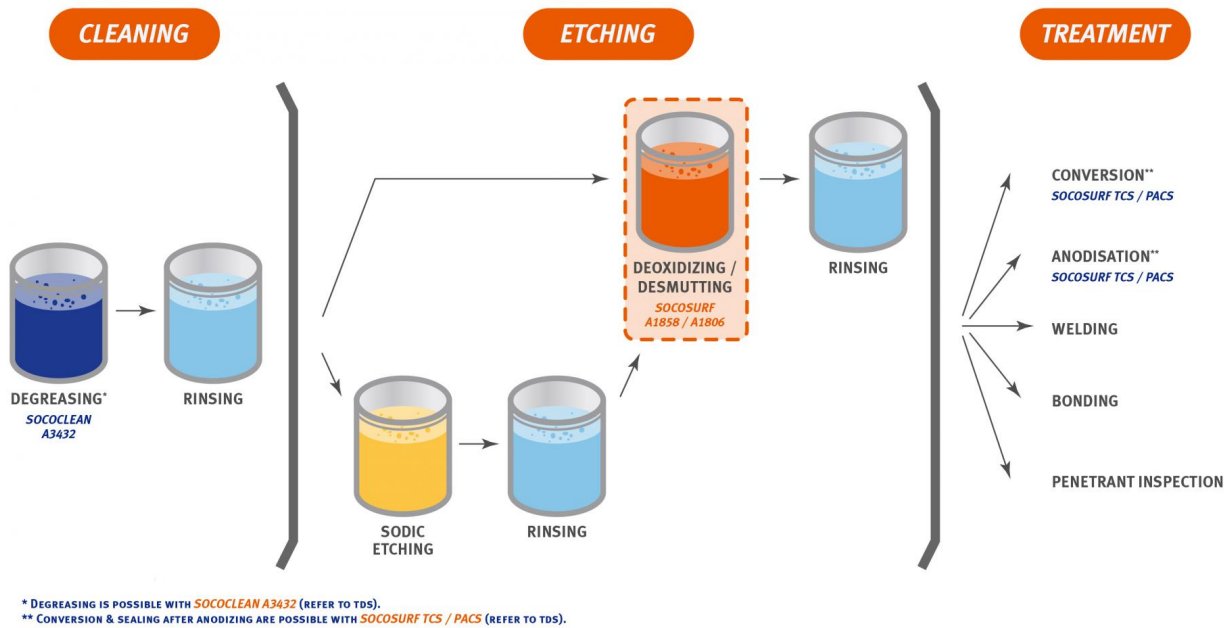 CLEANING
ETCHING
TREATMENT
DEGREASING*
SOCOCLEAN
A3432
RINSING
DEOXIDIZING /
DESMUTTING
SOCOSURF
A1858 / A1806
RINSING
SODIC
ETCHING
RINSING
CONVERSION**
SOCOSURF TCS / PACS
ANODISATION**
SOCOSURF TCS / PACS
WELDING
BONDING
PENETRANT INSPECTION
* DEGREASING IS POSSIBLE WITH SOCOCLEAN A3432 (REFER TO TDS).
** CONVERSION & SEALING AFTER ANODIZING ARE POSSIBLE WITH SOCOSURF TCS / PACS (REFER TO TDS).